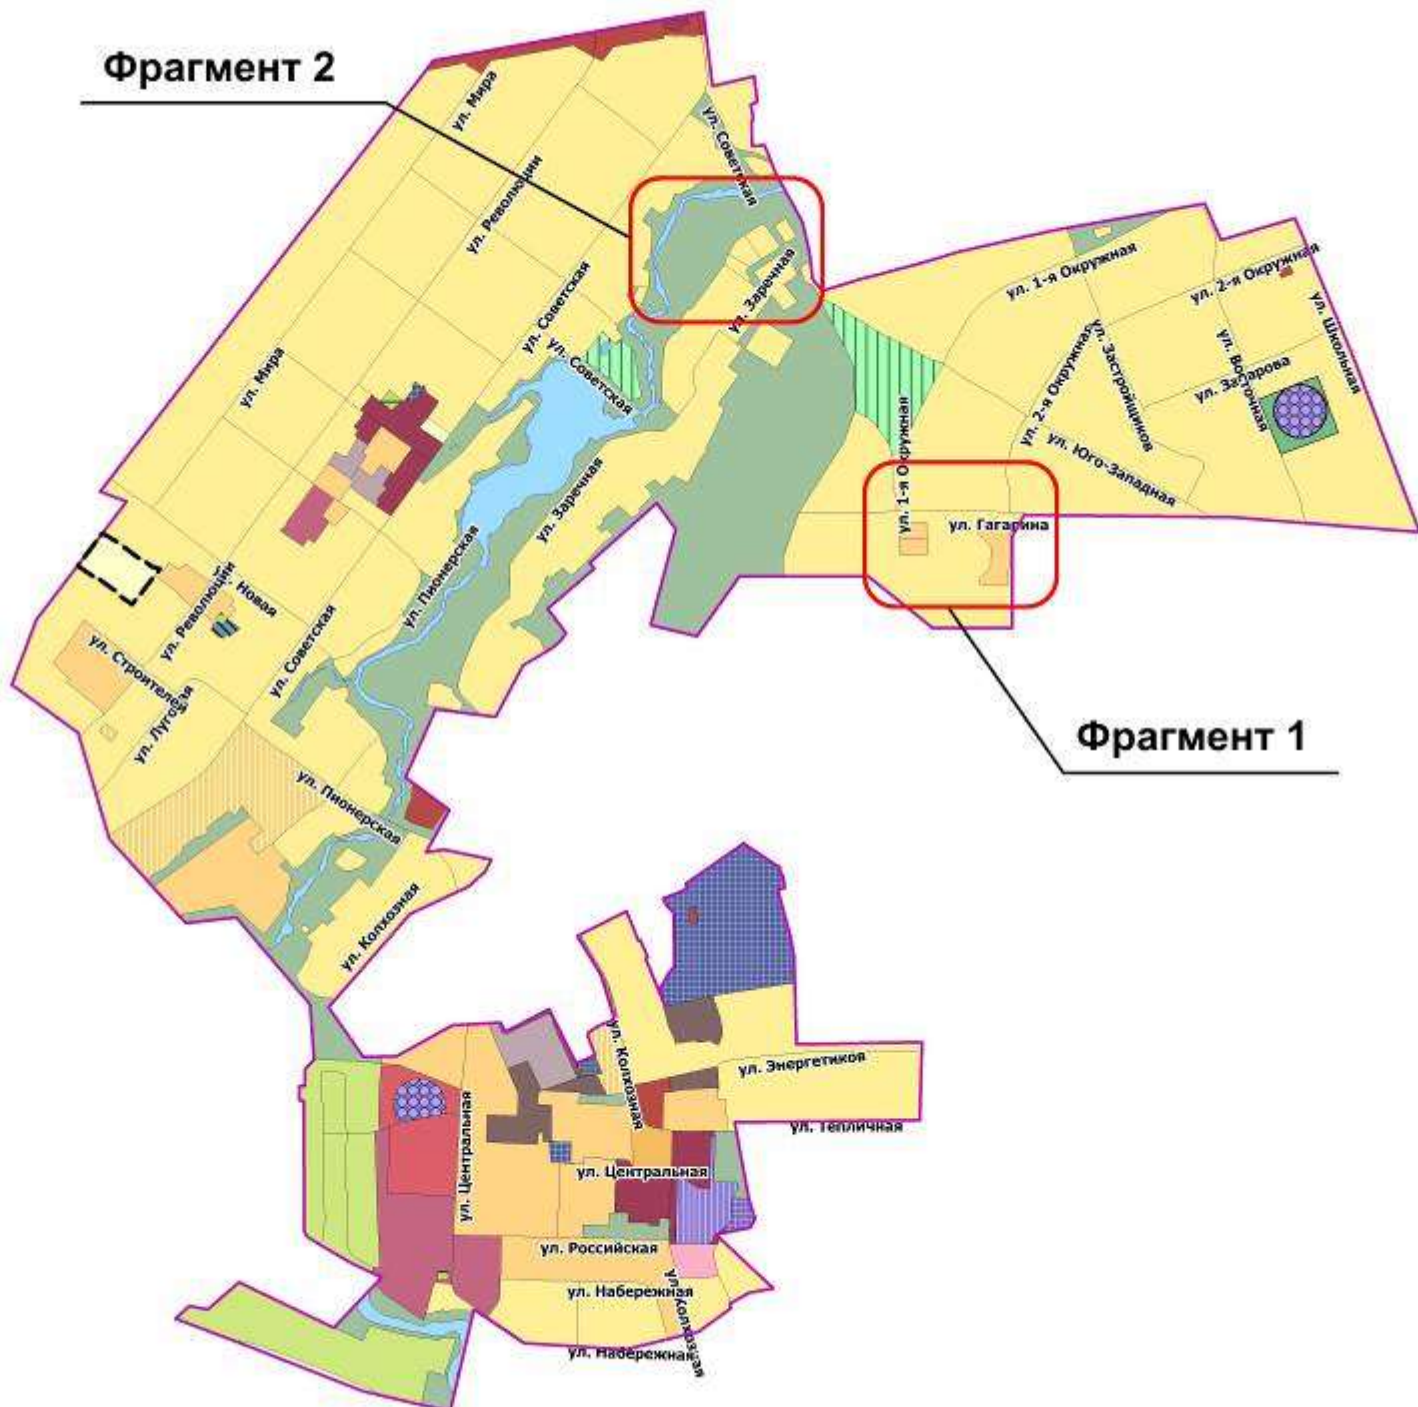 Фрагмент 2
ул. Мира
ул. Советская
ул. Революции
ул. Заречная
ул. 1-я Окружная
ул. 2-я Окружная
ул. Советская
ул. Школьная
ул. Советская
ул. 2-я Окружная
ул. Застройщиков
ул. Восточная
ул. Мира
ул. Запарова
ул. 1-я Окружная
ул. Юго-Западная
ул. Заречная
ул. Гагарина
ул. Пионерская
ул. Революции
Новая
ул. Советская
ул. Строителей
ул. Луговая
Фрагмент 1
ул. Пионерская
ул. Колхозная
ул. Колхозная
ул. Энергетиков
ул. Центральная
ул. Тепличная
ул. Центральная
ул. Российская
ул. Набережная
ул. Колхозная
ул. Набережная